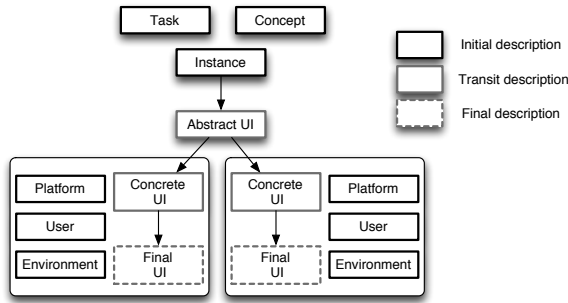 Task
Concept
Instance
Abstract UI
Initial description
Transit description
Final description
Platform
User
Environment
Concrete
UI
Final
UI
Concrete
UI
Final
UI
Platform
User
Environment